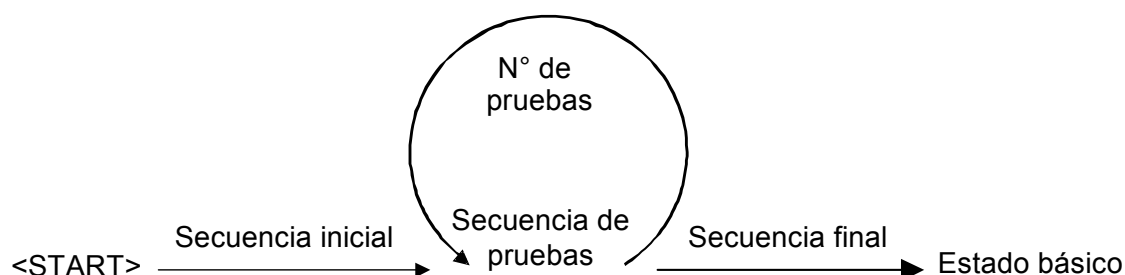 N° de
pruebas
Secuencia inicial
Secuencia de
pruebas
Secuencia final
<START>
Estado básico